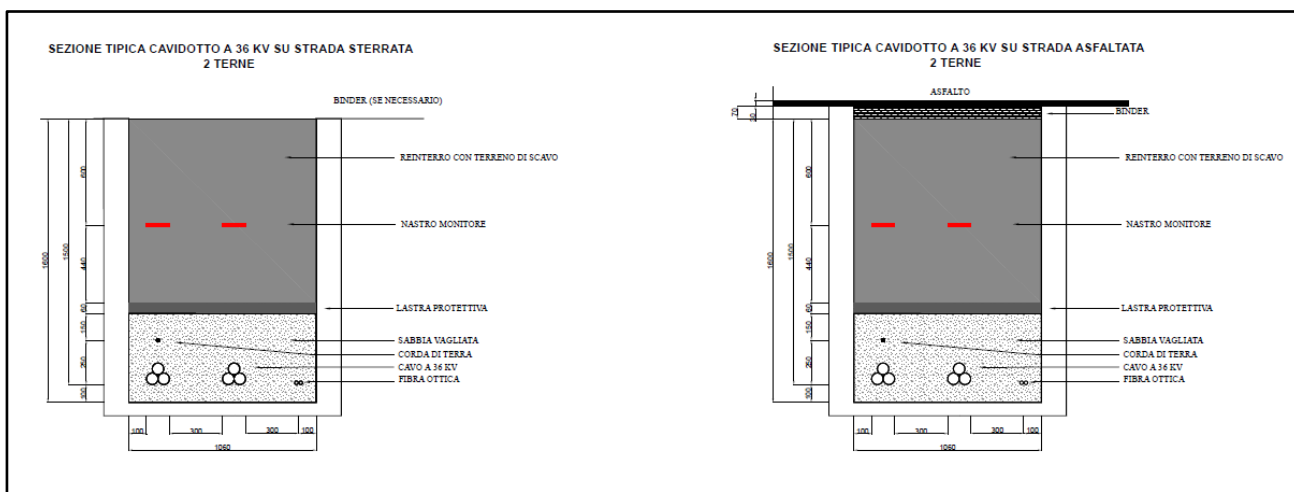 SEZIONE TIPICA CAVIDOTTO A 36 KV SU STRADA STERRATA
2 TERNE
BINDER (SE NECESSARIO)
REINTERRO CON TERRENO DI SCAVO
NASTRO MONITORE
LASTRA PROTETTIVA
SABBIA VAGLIATA
CORDA DI TERRA
CAVO A 36 KV
FIBRA OTTICA
1600
1500
600
440
60
150
250
100
100
300
300
100
1060
SEZIONE TIPICA CAVIDOTTO A 36 KV SU STRADA ASFALTATA
2 TERNE
ASFALTO
BINDER
REINTERRO CON TERRENO DI SCAVO
NASTRO MONITORE
LASTRA PROTETTIVA
SABBIA VAGLIATA
CORDA DI TERRA
CAVO A 36 KV
FIBRA OTTICA
70
1600
1500
600
440
60
150
250
100
100
300
300
100
1060